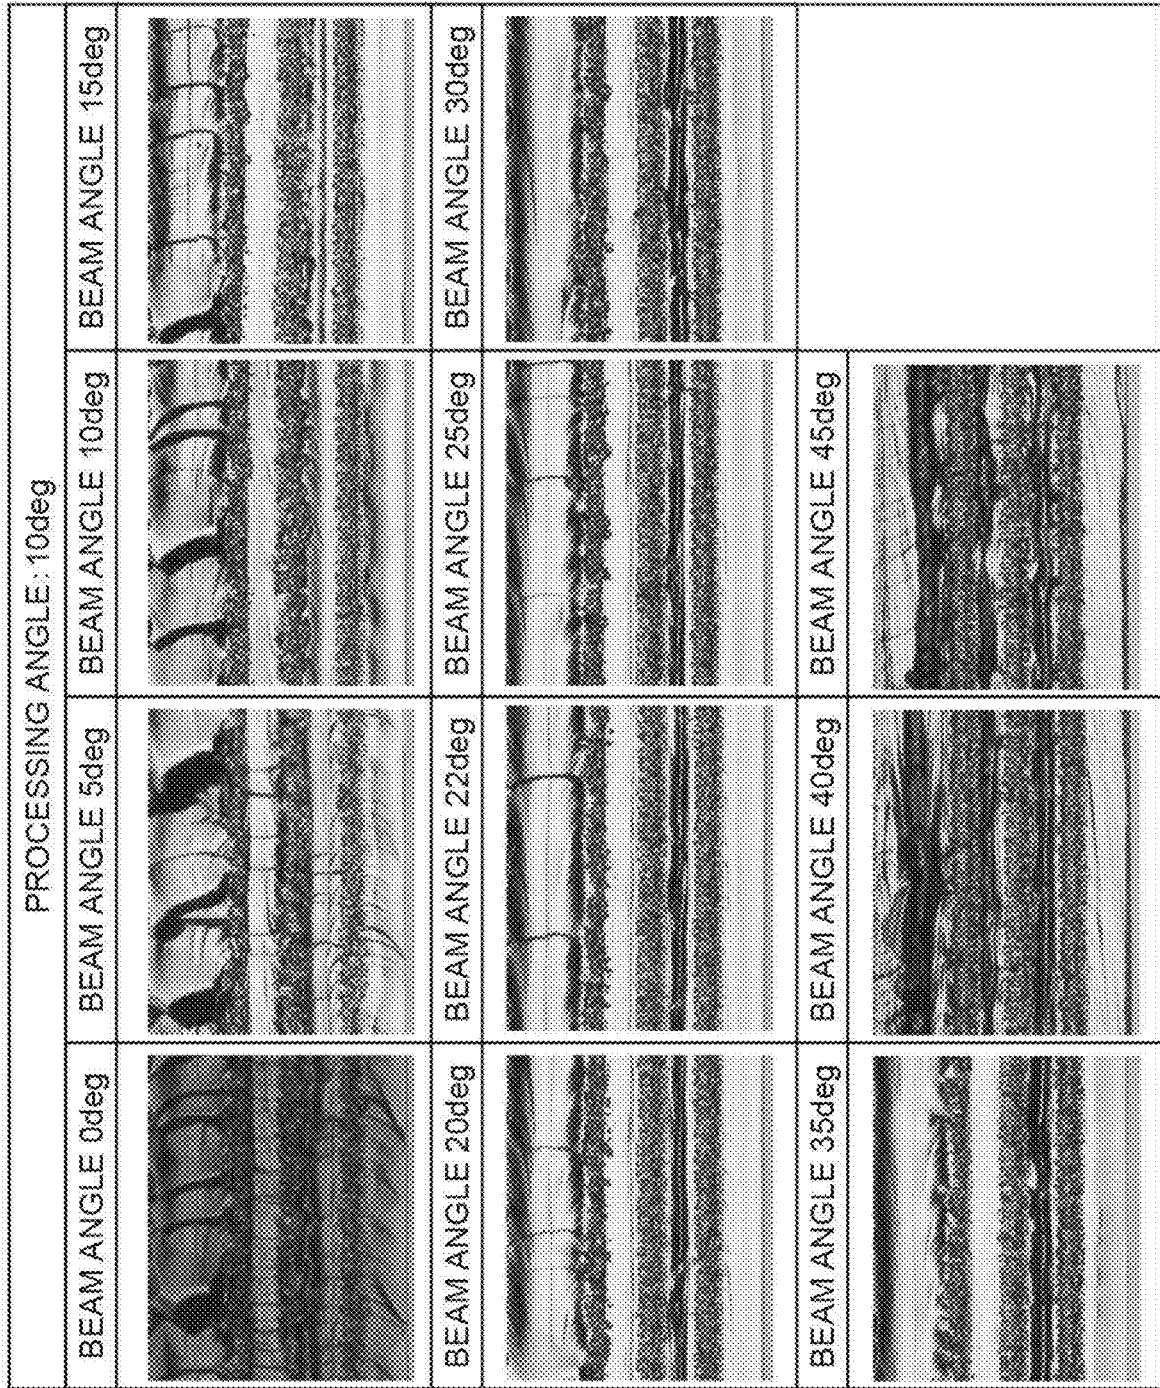 PROCESSING ANGLE: 10deg
BEAM ANGLE 0deg
BEAM ANGLE 5deg
BEAM ANGLE 10deg
BEAM ANGLE 15deg
BEAM ANGLE 20deg
BEAM ANGLE 22deg
BEAM ANGLE 25deg
BEAM ANGLE 30deg
BEAM ANGLE 35deg
BEAM ANGLE 40deg
BEAM ANGLE 45deg